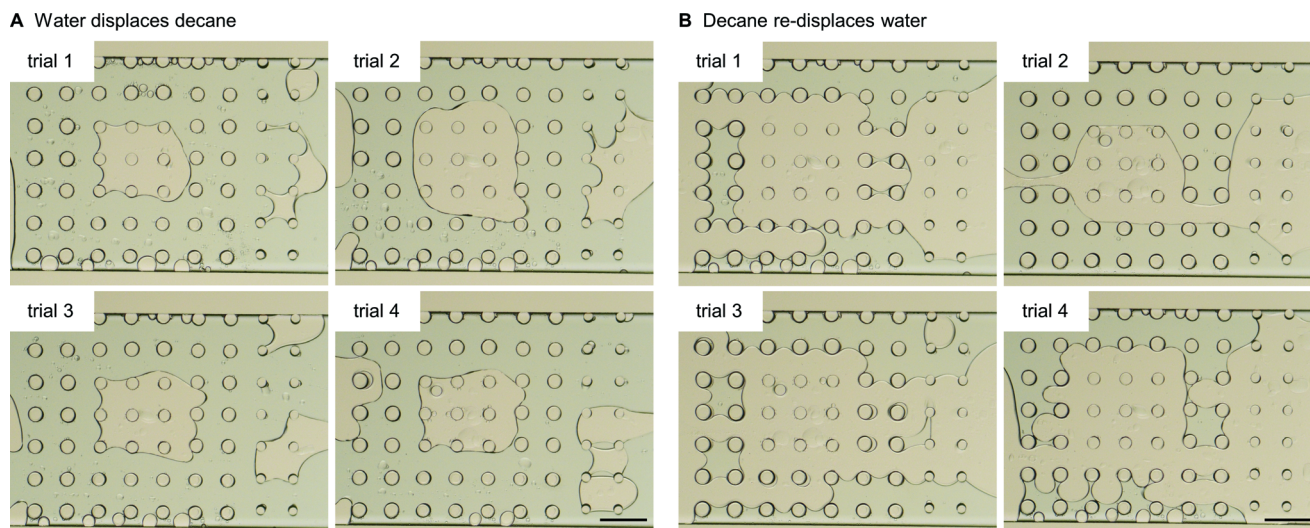 A Water displaces decane
B Decane re-displaces water
trial 1
trial 2
trial 1
trial 2
trial 3
trial 4
trial 3
trial 4